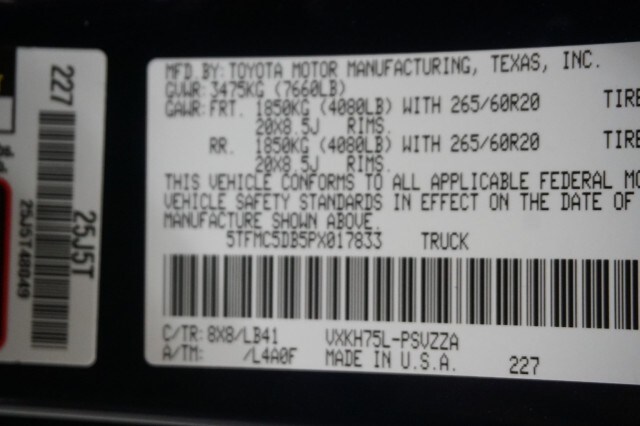 MFD.BY: TOYOTA MOTOR MANUFACTURING, TEXAS, INC.
GVWR: 3475KG (7660LB)
GAWR: FRT. 1850KG (4080LB) WITH 265/60R20 TIRE
20X8.5J RIMS.
RR. 1850KG (4080LB) WITH 265/60R20 TIRE
20X8.5J RIMS.
THIS VEHICLE CONFORMS TO ALL APPLICABLE FEDERAL MO
VEHICLE SAFETY STANDARDS IN EFFECT ON THE DATE OF
MANUFACTURE SHOWN ABOVE.
5TFMC5DB5PX017833 TRUCK
C/TR: 8X8/LB41 VXKH75L-PSVZZA
A/TM: /L4A0F MADE IN U.S.A. 227
227
25J5T
25J5T48049